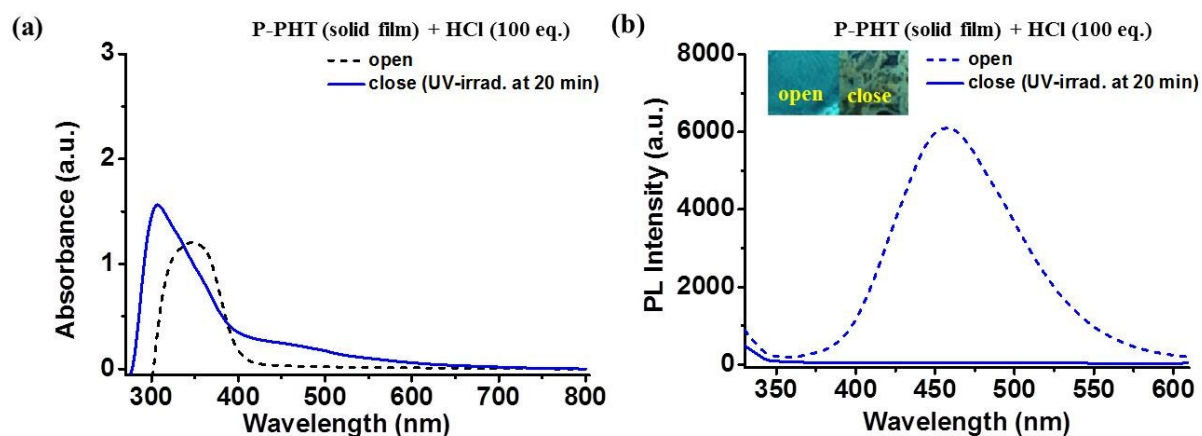 (a)
P-PHT (solid film) + HCl (100 eq.)
open
close (UV-irrad. at 20 min)
Absorbance (a.u.)
3
2
1
0
300 400 500 600 700 800
Wavelength (nm)
(b)
P-PHT (solid film) + HCl (100 eq.)
open
close (UV-irrad. at 20 min)
open close
PL Intensity (a.u.)
8000
6000
4000
2000
0
350 400 450 500 550 600
Wavelength (nm)